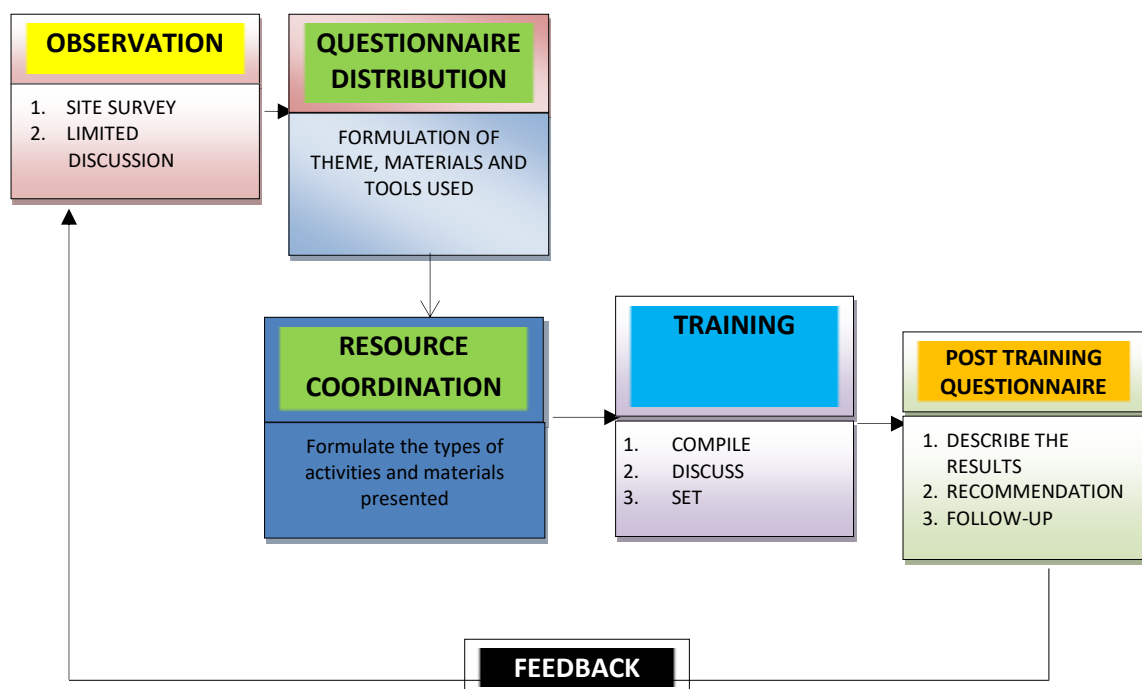 OBSERVATION
1. SITE SURVEY
2. LIMITED
DISCUSSION
QUESTIONNAIRE
DISTRIBUTION
FORMULATION OF
THEME, MATERIALS AND
TOOLS USED
RESOURCE
COORDINATION
Formulate the types of
activities and materials
presented
TRAINING
1. COMPILE
2. DISCUSS
3. SET
POST TRAINING
QUESTIONNAIRE
1. DESCRIBE THE
RESULTS
2. RECOMMENDATION
3. FOLLOW-UP
FEEDBACK